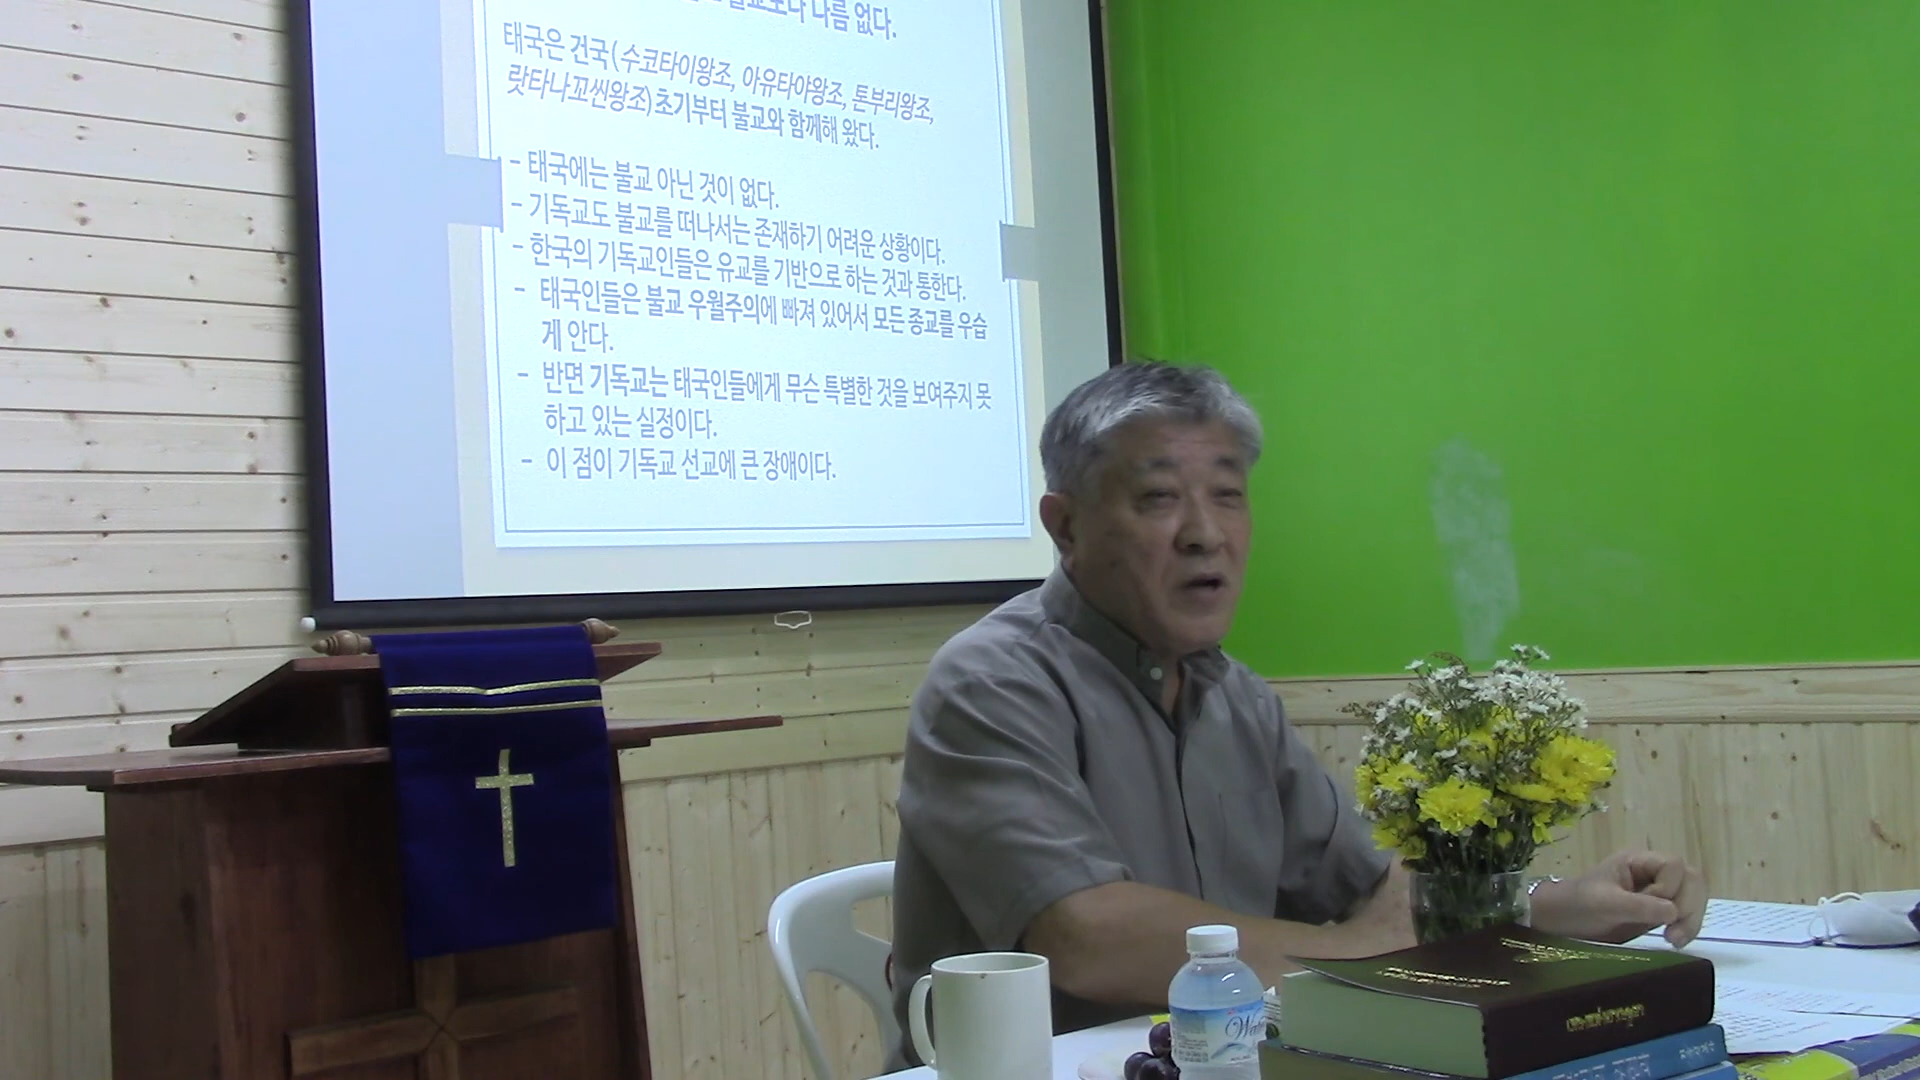 나름 없다.
태국은 건국(수코타이왕조, 아유타야왕조, 톤부리왕조,
랏타나꼬씬왕조)초기부터 불교와 함께해 왔다.
- 태국에는 불교 아닌 것이 없다.
- 기독교도 불교를 떠나서는 존재하기 어려운 상황이다.
- 한국의 기독교인들은 유교를 기반으로 하는 것과 통한다.
- 태국인들은 불교 우월주의에 빠져 있어서 모든 종교를 우습
게 안다.
- 반면 기독교는 태국인들에게 무슨 특별한 것을 보여주지 못
하고 있는 실정이다.
- 이 점이 기독교 선교에 큰 장애이다.